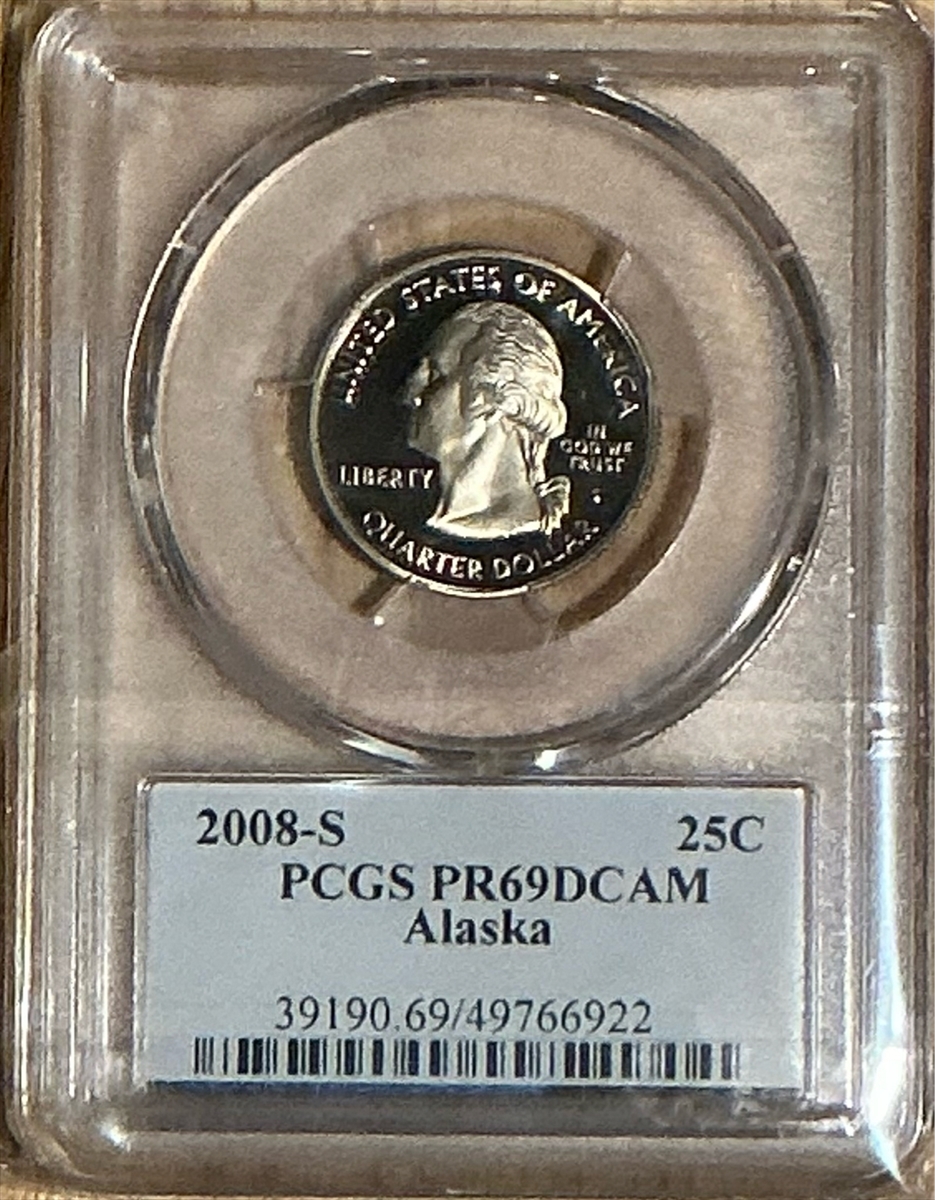 UNITED STATES OF AMERICA
LIBERTY
IN
GOD WE
TRUST
QUARTER DOLLAR
2008-S 25C
PCGS PR69DCAM
Alaska
39190.69/49766922